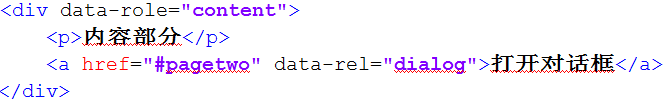 <div data-role="content">
<p>内容部分</p>
<a href="#pagetwo" data-rel="dialog">打开对话框</a>
</div>